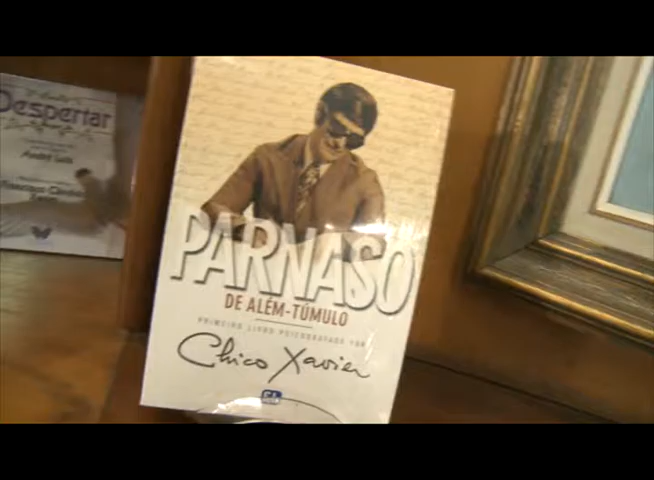 Despertar
André Luiz
Francisco Cândido
Xavier
PARNASO
DE ALÉM-TÚMULO
PRIMEIRO LIVRO PSICOGRAFADO POR
Chico Xavier